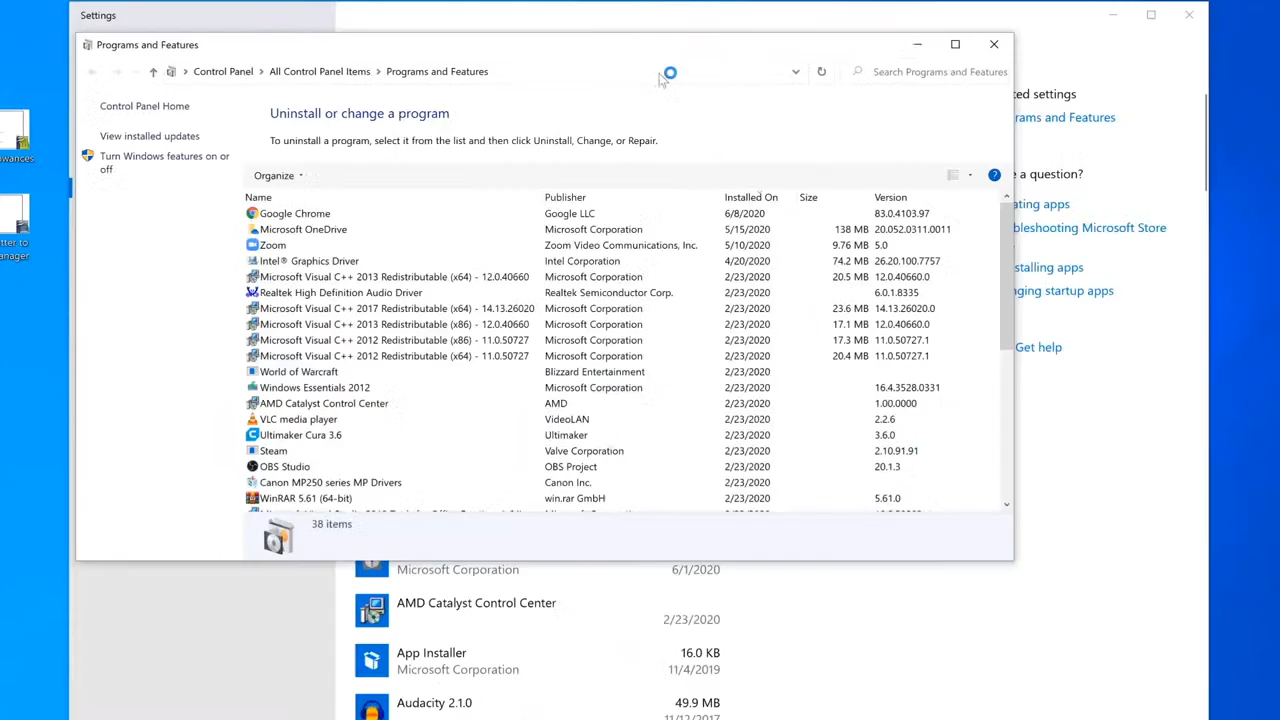 Settings
Programs and Features
Control Panel > All Control Panel Items > Programs and Features
Search Programs and Features
Control Panel Home
View installed updates
Turn Windows features on or
off
Uninstall or change a program
To uninstall a program, select it from the list and then click Uninstall, Change, or Repair.
Organize
Name Publisher Installed On Size Version
Google Chrome Google LLC 6/8/2020 83.0.4103.97
Microsoft OneDrive Microsoft Corporation 5/15/2020 138 MB 20.052.0311.0011
Zoom Zoom Video Communications, Inc. 5/10/2020 9.76 MB 5.0
Intel® Graphics Driver Intel Corporation 4/20/2020 74.2 MB 26.20.100.7757
Microsoft Visual C++ 2013 Redistributable (x64) - 12.0.40660 Microsoft Corporation 2/23/2020 20.5 MB 12.0.40660.0
Realtek High Definition Audio Driver Realtek Semiconductor Corp. 2/23/2020 6.0.1.8335
Microsoft Visual C++ 2017 Redistributable (x64) - 14.13.26020 Microsoft Corporation 2/23/2020 23.6 MB 14.13.26020.0
Microsoft Visual C++ 2013 Redistributable (x86) - 12.0.40660 Microsoft Corporation 2/23/2020 17.1 MB 12.0.40660.0
Microsoft Visual C++ 2012 Redistributable (x86) - 11.0.50727 Microsoft Corporation 2/23/2020 17.3 MB 11.0.50727.1
Microsoft Visual C++ 2012 Redistributable (x64) - 11.0.50727 Microsoft Corporation 2/23/2020 20.4 MB 11.0.50727.1
World of Warcraft Blizzard Entertainment 2/23/2020
Windows Essentials 2012 Microsoft Corporation 2/23/2020 16.4.3528.0331
AMD Catalyst Control Center AMD 2/23/2020 1.00.0000
VLC media player VideoLAN 2/23/2020 2.2.6
Ultimaker Cura 3.6 Ultimaker 2/23/2020 3.6.0
Steam Valve Corporation 2/23/2020 2.10.91.91
OBS Studio OBS Project 2/23/2020 20.1.3
Canon MP250 series MP Drivers Canon Inc. 2/23/2020
WinRAR 5.61 (64-bit) win.rar GmbH 2/23/2020 5.61.0
38 items
ed settings
grams and Features
e a question?
ating apps
bleshooting Microsoft Store
stalling apps
nging startup apps
Get help
wances
tter to
anager
Microsoft Corporation 6/1/2020
AMD Catalyst Control Center
2/23/2020
App Installer 16.0 KB
Microsoft Corporation 11/4/2019
Audacity 2.1.0 49.9 MB
11/12/2017